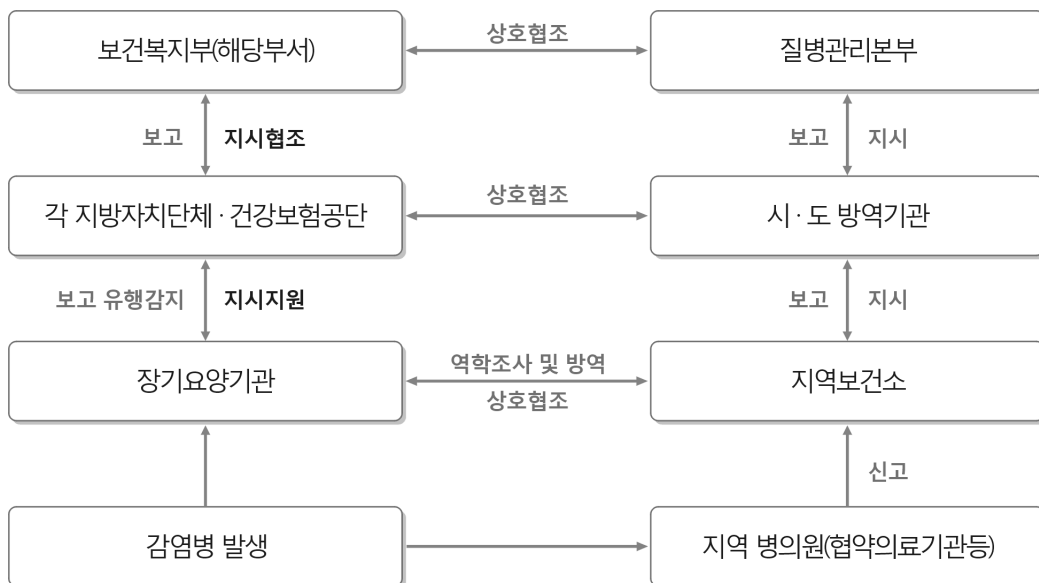 보건복지부(해당부서)
상호협조
질병관리본부
보고
지시협조
보고
지시
각 지방자치단체 · 건강보험공단
상호협조
시 · 도 방역기관
보고 유행감지
지시지원
보고
지시
장기요양기관
역학조사 및 방역
상호협조
지역보건소
신고
감염병 발생
지역 병의원(협약의료기관등)